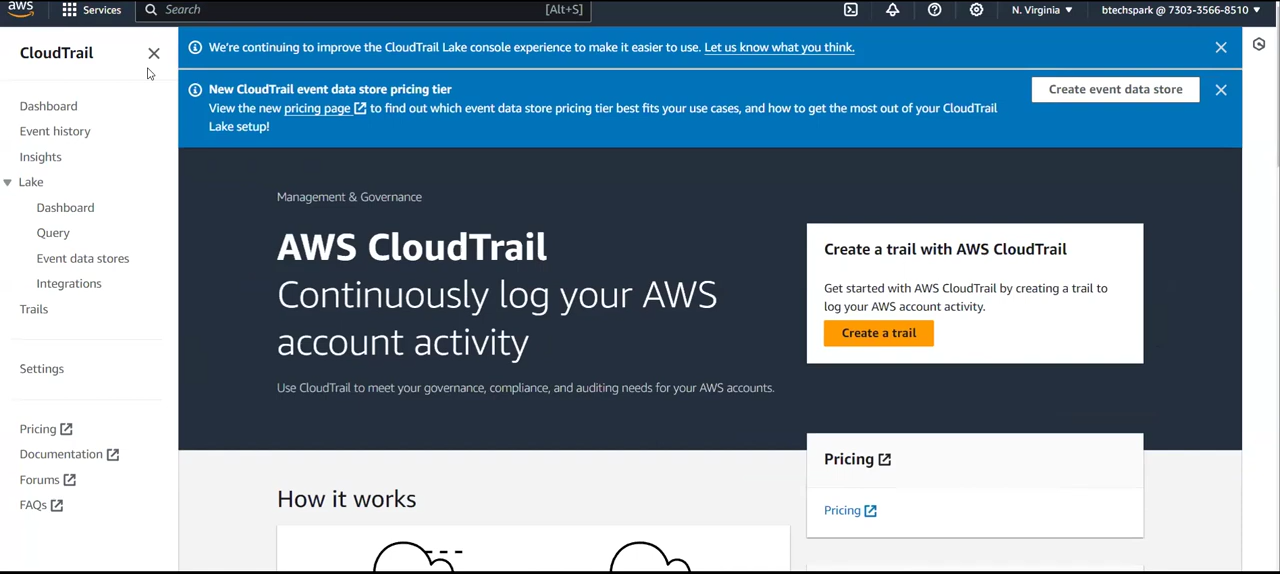 aws
Services
Search
[Alt+S]
N. Virginia
btechspark @ 7303-3566-8510
CloudTrail
Dashboard
Event history
Insights
Lake
Dashboard
Query
Event data stores
Integrations
Trails
Settings
Pricing
Documentation
Forums
FAQs
We're continuing to improve the CloudTrail Lake console experience to make it easier to use. Let us know what you think.
New CloudTrail event data store pricing tier
View the new pricing page to find out which event data store pricing tier best fits your use cases, and how to get the most out of your CloudTrail
Lake setup!
Create event data store
Management & Governance
AWS CloudTrail
Continuously log your AWS
account activity
Use CloudTrail to meet your governance, compliance, and auditing needs for your AWS accounts.
Create a trail with AWS CloudTrail
Get started with AWS CloudTrail by creating a trail to
log your AWS account activity.
Create a trail
Pricing
Pricing
How it works